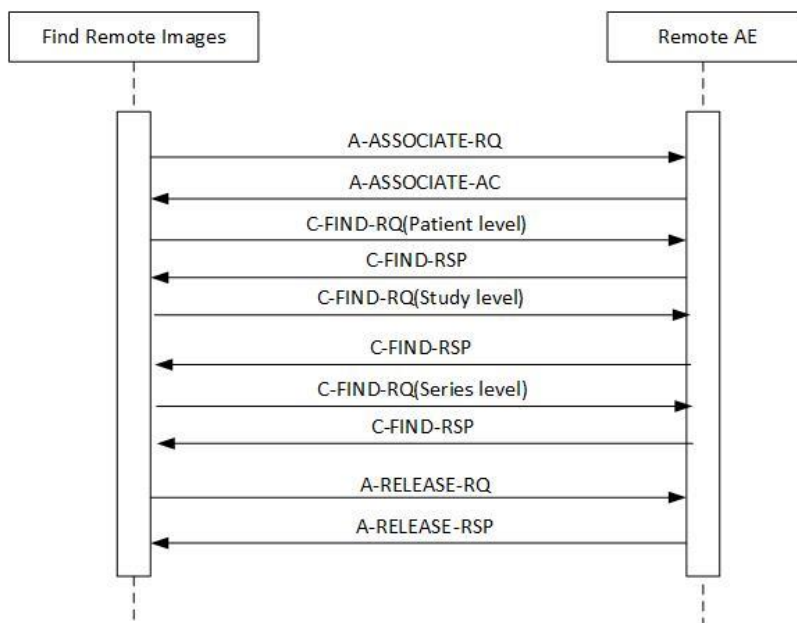 Find Remote Images
Remote AE
A-ASSOCIATE-RQ
A-ASSOCIATE-AC
C-FIND-RQ(Patient level)
C-FIND-RSP
C-FIND-RQ(Study level)
C-FIND-RSP
C-FIND-RQ(Series level)
C-FIND-RSP
A-RELEASE-RQ
A-RELEASE-RSP